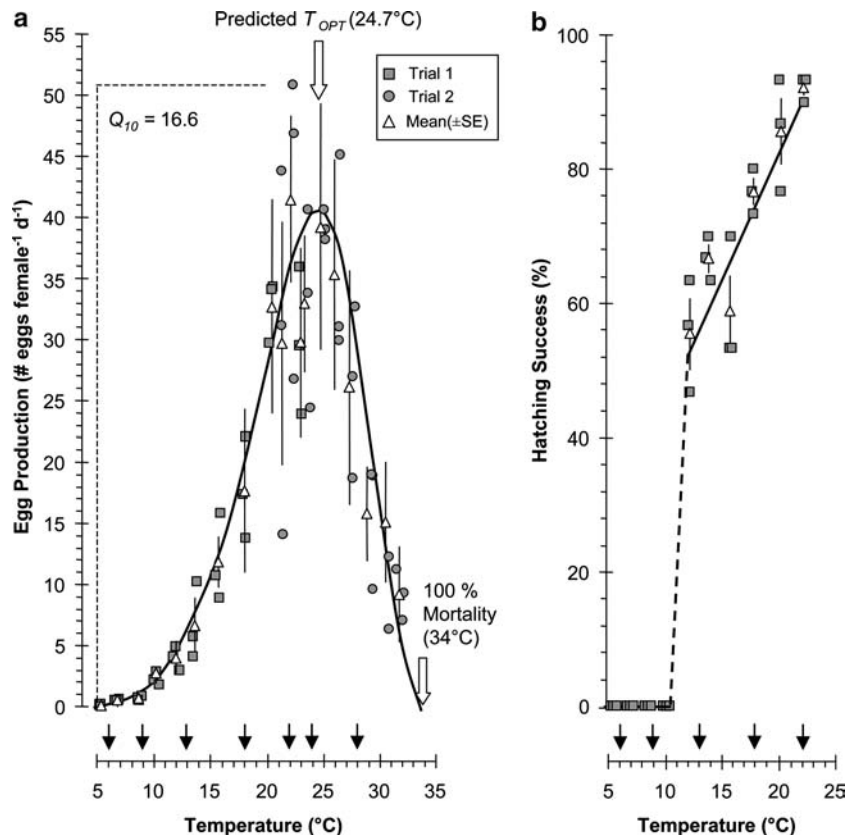 a
Predicted T_OPT (24.7°C)
Trial 1
Trial 2
Mean(±SE)
Q_10 = 16.6
100 %
Mortality
(34°C)
Egg Production (# eggs female⁻¹ d⁻¹)
55
50
45
40
35
30
25
20
15
10
5
0
5 10 15 20 25 30 35
Temperature (°C)
b
Hatching Success (%)
100
80
60
40
20
0
5 10 15 20 25
Temperature (°C)